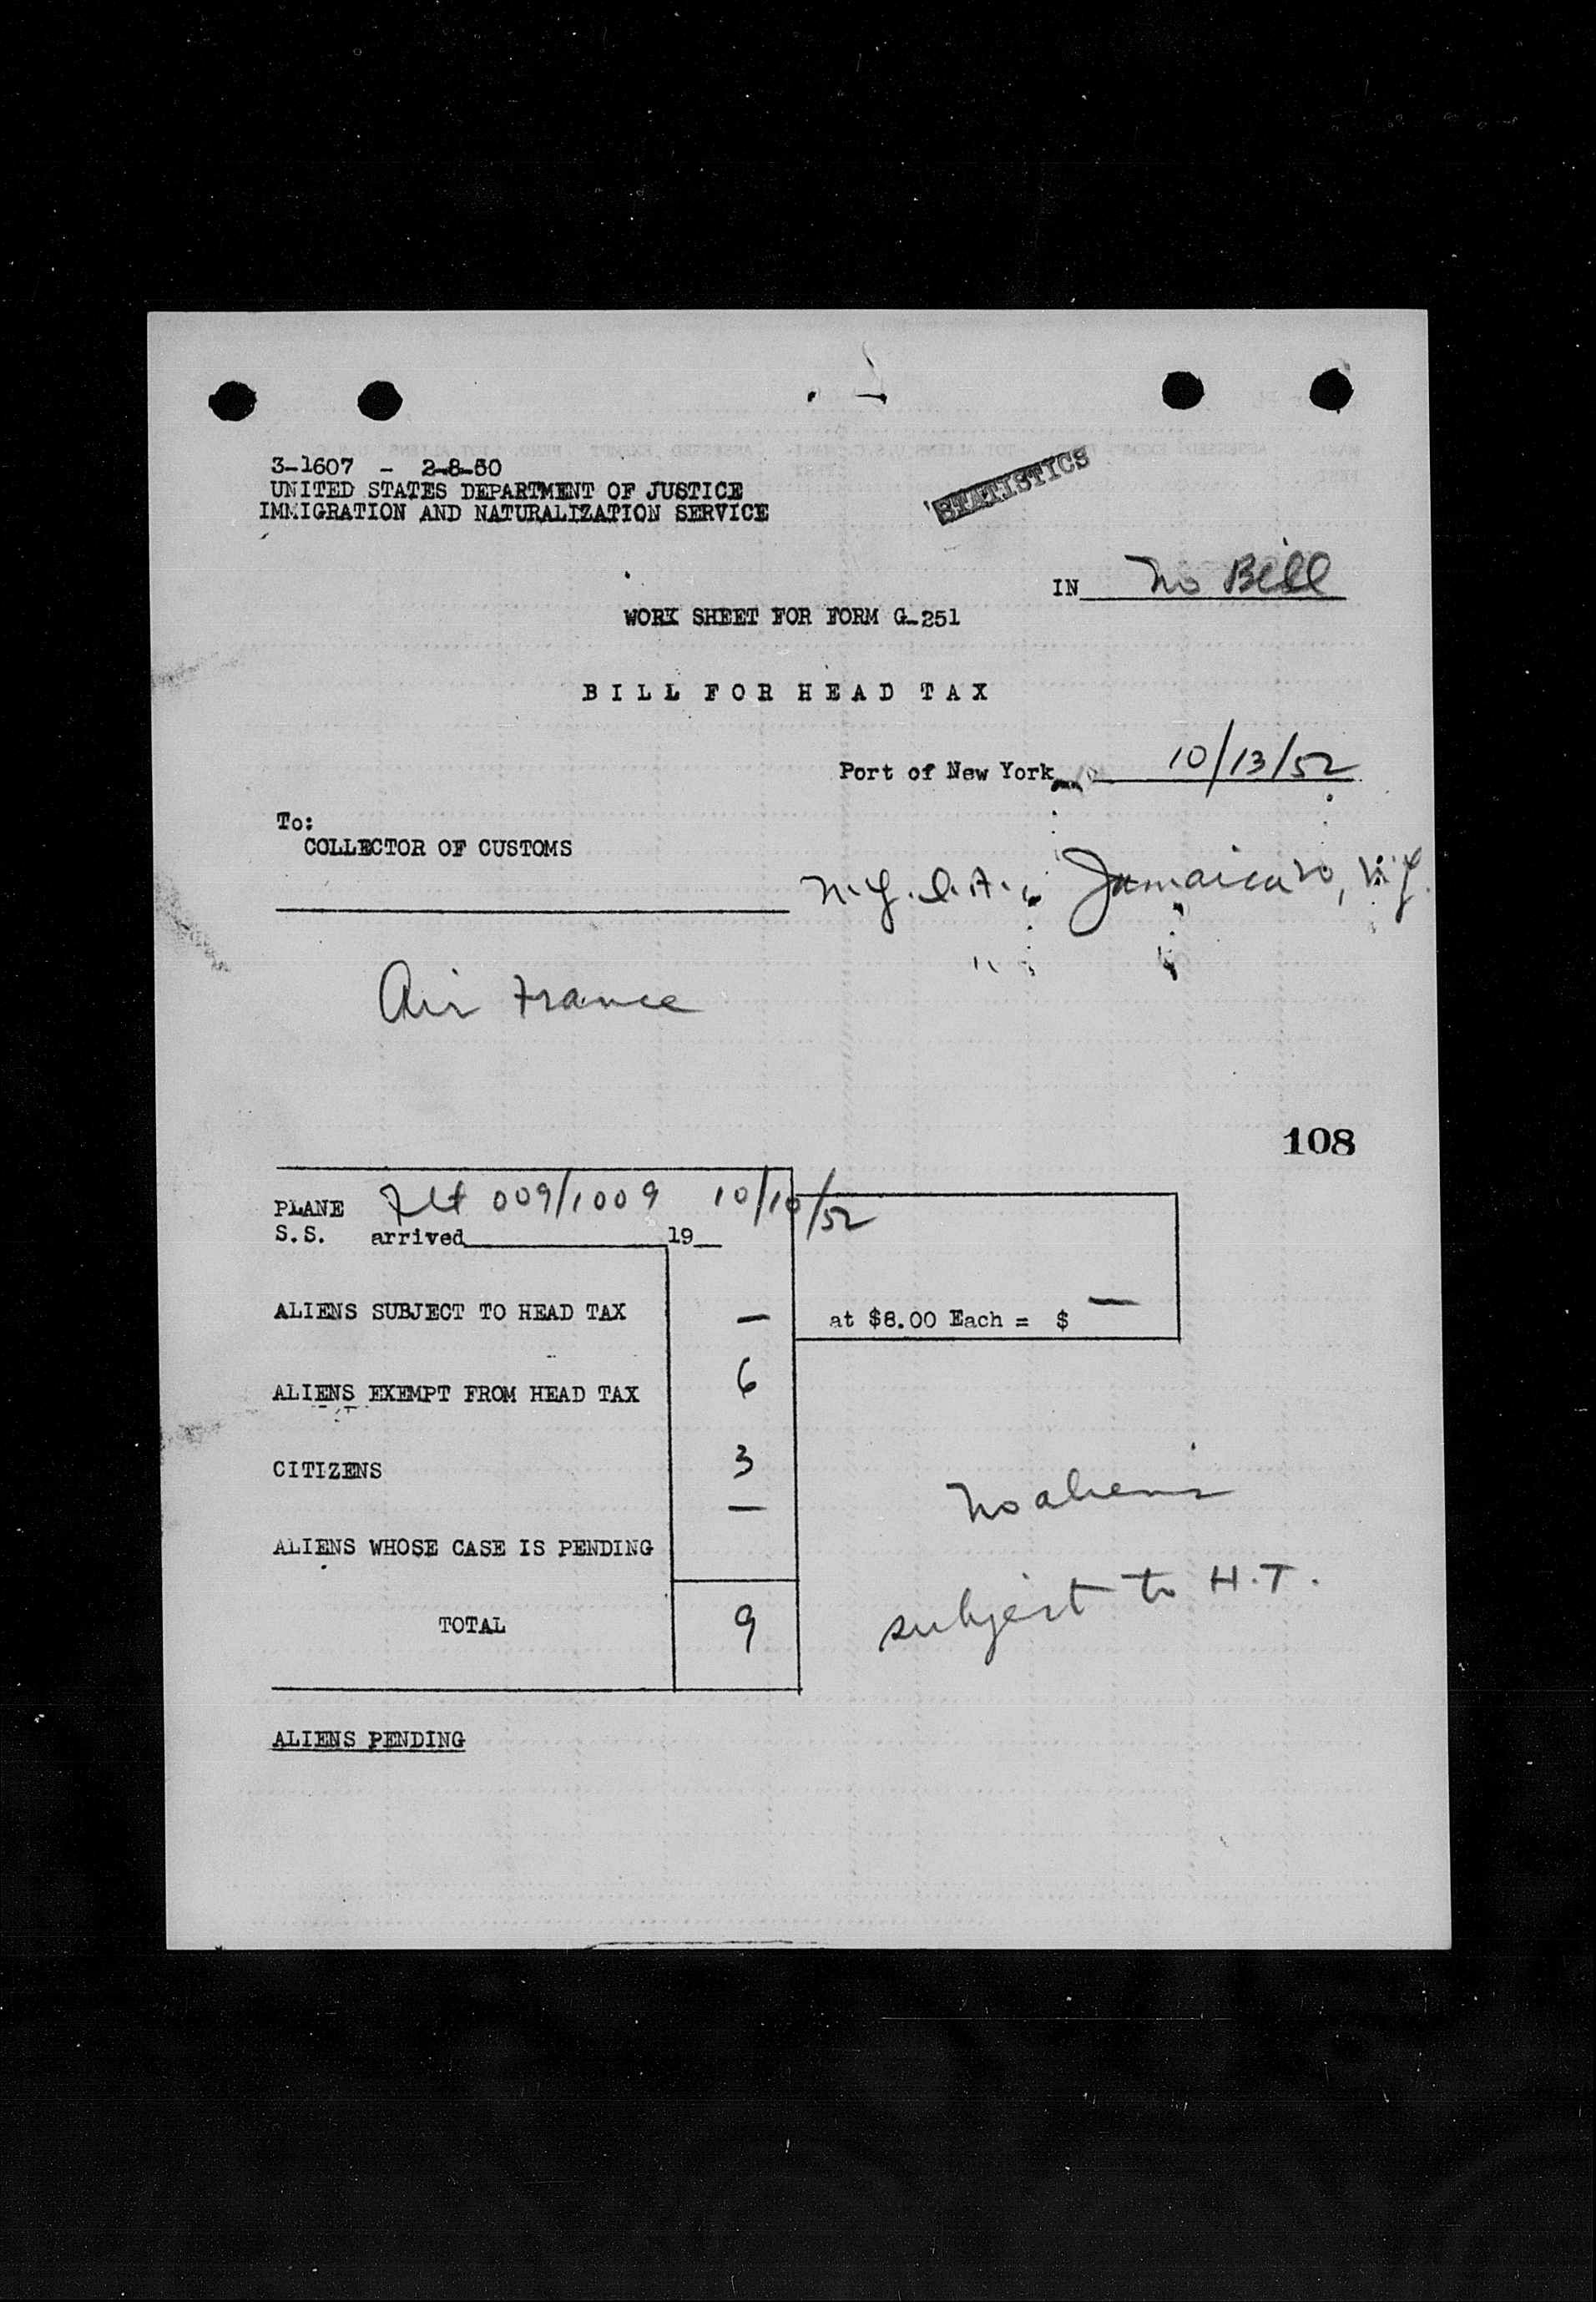 3-1607 - 2-8-50
UNITED STATES DEPARTMENT OF JUSTICE
IMMIGRATION AND NATURALIZATION SERVICE
STATISTICS
IN No Bill
WORK SHEET FOR FORM G-251
BILL FOR HEAD TAX
Port of New York 10/13/52
To:
COLLECTOR OF CUSTOMS
N.Y.I.A. Jamaica 30, N.Y.
Air France
108
PLANE Flt 009/1009 10/10/52
S.S. arrived 19
ALIENS SUBJECT TO HEAD TAX —
at $8.00 Each = $ —
ALIENS EXEMPT FROM HEAD TAX 6
CITIZENS 3
ALIENS WHOSE CASE IS PENDING —
No aliens
subject to H.T.
TOTAL 9
ALIENS PENDING